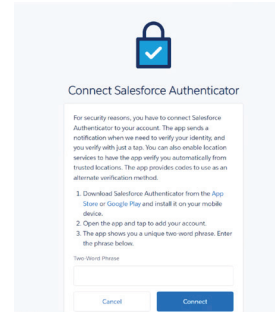 Connect Salesforce Authenticator
For security reasons, you have to connect Salesforce
Authenticator to your account. The app sends a
notification when we need to verify your identity, and
you verify with just a tap. You can also enable location
services to have the app verify you automatically from
trusted locations. The app provides codes to use as an
alternate verification method.
1. Download Salesforce Authenticator from the App
Store or Google Play and install it on your mobile
device.
2. Open the app and tap to add your account.
3. The app shows you a unique two-word phrase. Enter
the phrase below.
Two-Word Phrase
Cancel Connect